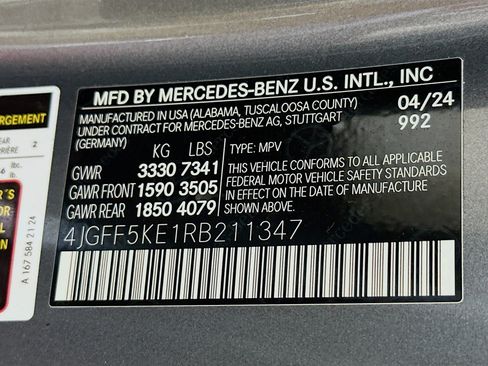 MFD BY MERCEDES-BENZ U.S. INTL., INC
MANUFACTURED IN USA (ALABAMA, TUSCALOOSA COUNTY) 04/24
UNDER CONTRACT FOR MERCEDES-BENZ AG, STUTTGART 992
(GERMANY)
KG LBS TYPE: MPV
GVWR 3330 7341
GAWR FRONT 1590 3505
GAWR REAR 1850 4079
THIS VEHICLE CONFORMS TO ALL APPLICABLE
FEDERAL MOTOR VEHICLE SAFETY STANDARDS
IN EFFECT ON THE DATE OF MANUFACTURE
SHOWN ABOVE.
4JGFF5KE1RB211347
ARGEMENT
2
lb.
A 167 584 21 24